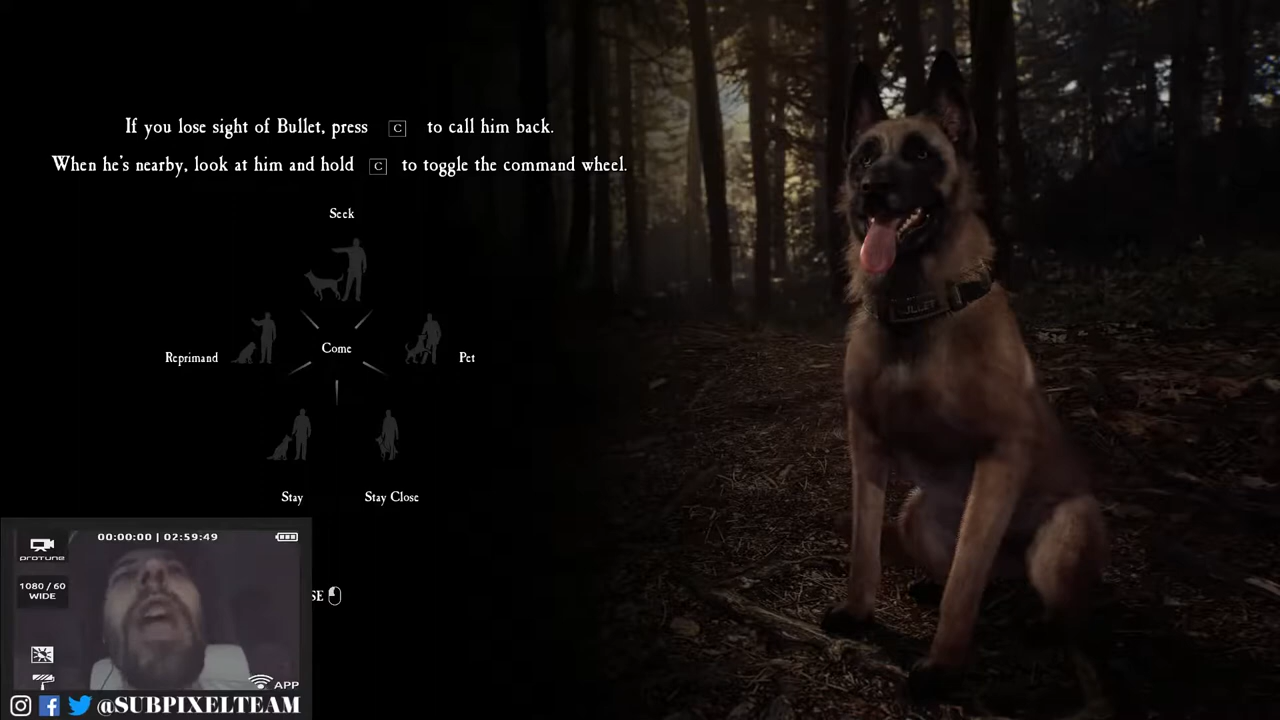 If you lose sight of Bullet, press C to call him back.
When he's nearby, look at him and hold C to toggle the command wheel.
Seek
Reprimand
Come
Pet
Stay
Stay Close
BULLET
00:00:00 | 02:59:49
PROTUNE
1080 / 60
WIDE
SE
APP
@SUBPIXELTEAM